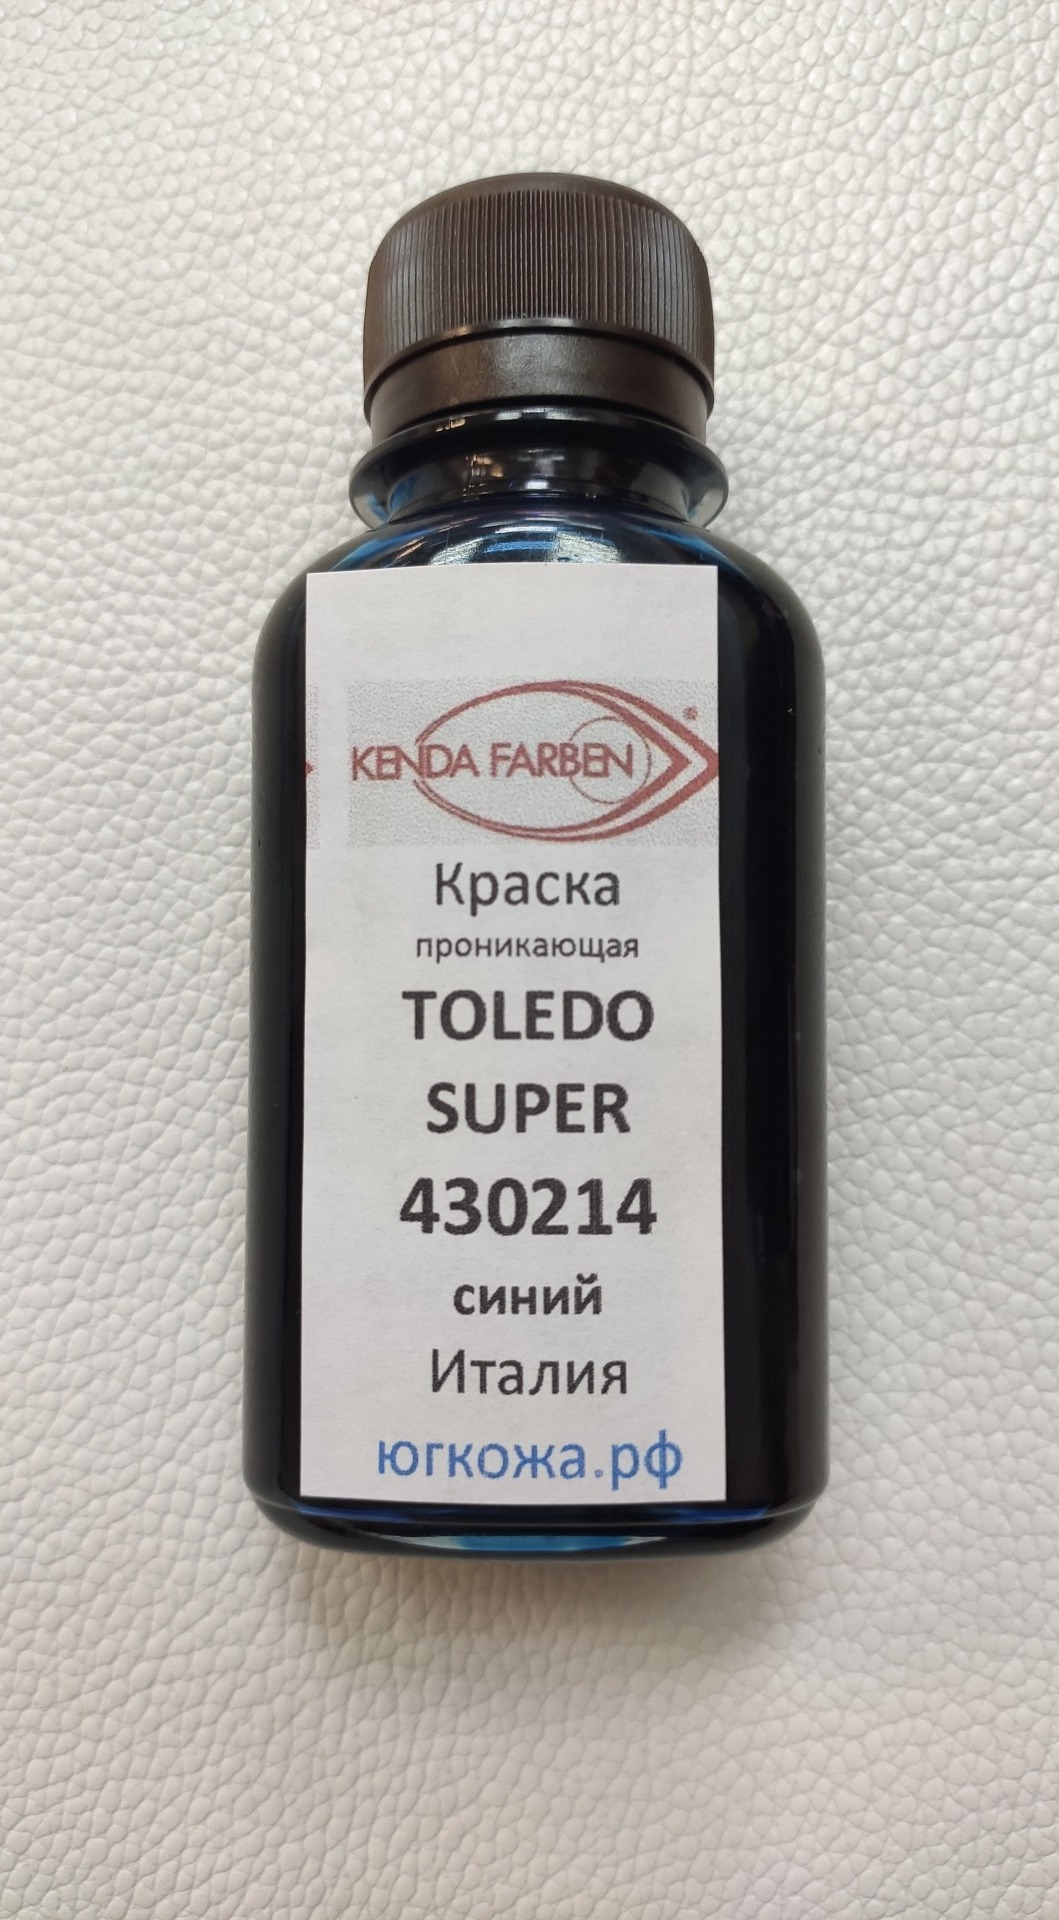 KENDA FARBEN®
Краска
проникающая
TOLEDO
SUPER
430214
синий
Италия
югкожа.рф